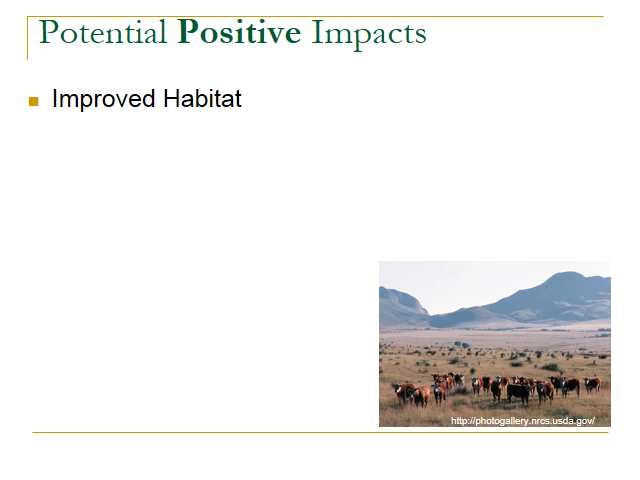 Potential Positive Impacts
Improved Habitat
http://photogallery.nrcs.usda.gov/